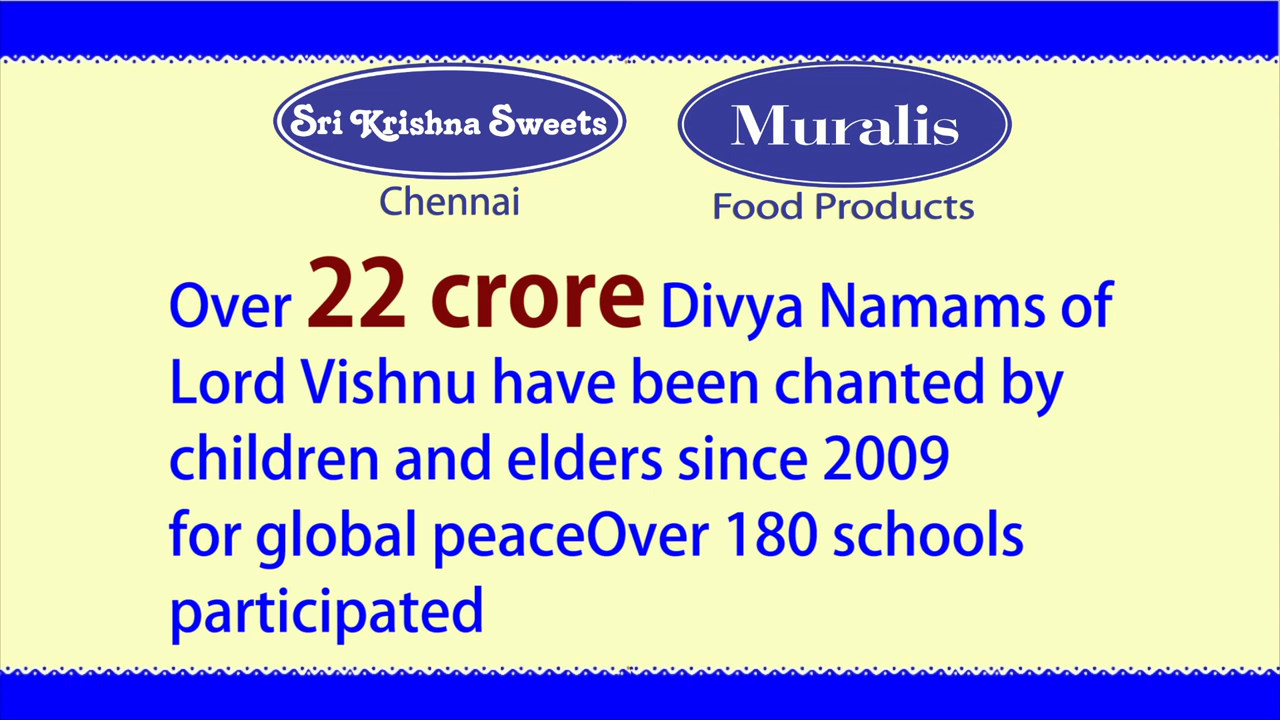 Sri Krishna Sweets
Chennai
Muralis
Food Products
Over 22 crore Divya Namams of
Lord Vishnu have been chanted by
children and elders since 2009
for global peaceOver 180 schools
participated